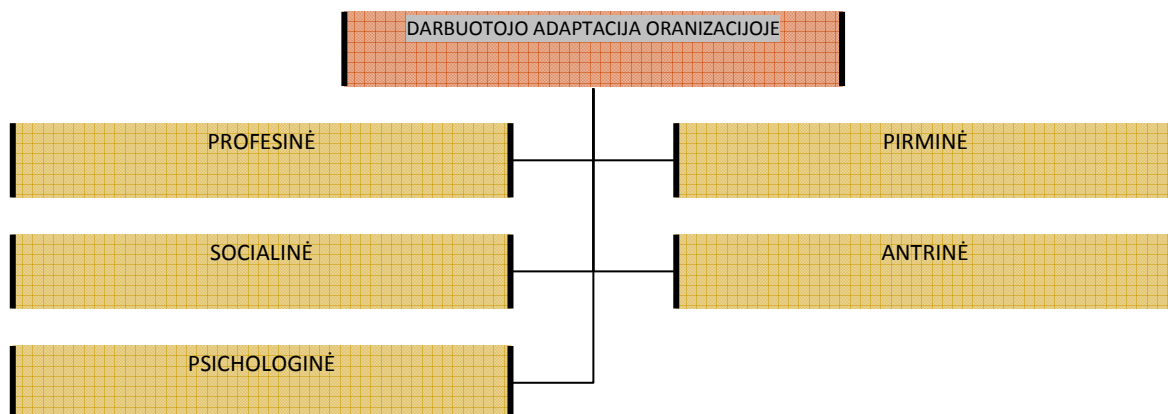 DARBUOTOJO ADAPTACIJA ORANIZACIJOJE
PROFESINĖ
PIRMINĖ
SOCIALINĖ
ANTRINĖ
PSICHOLOGINĖ